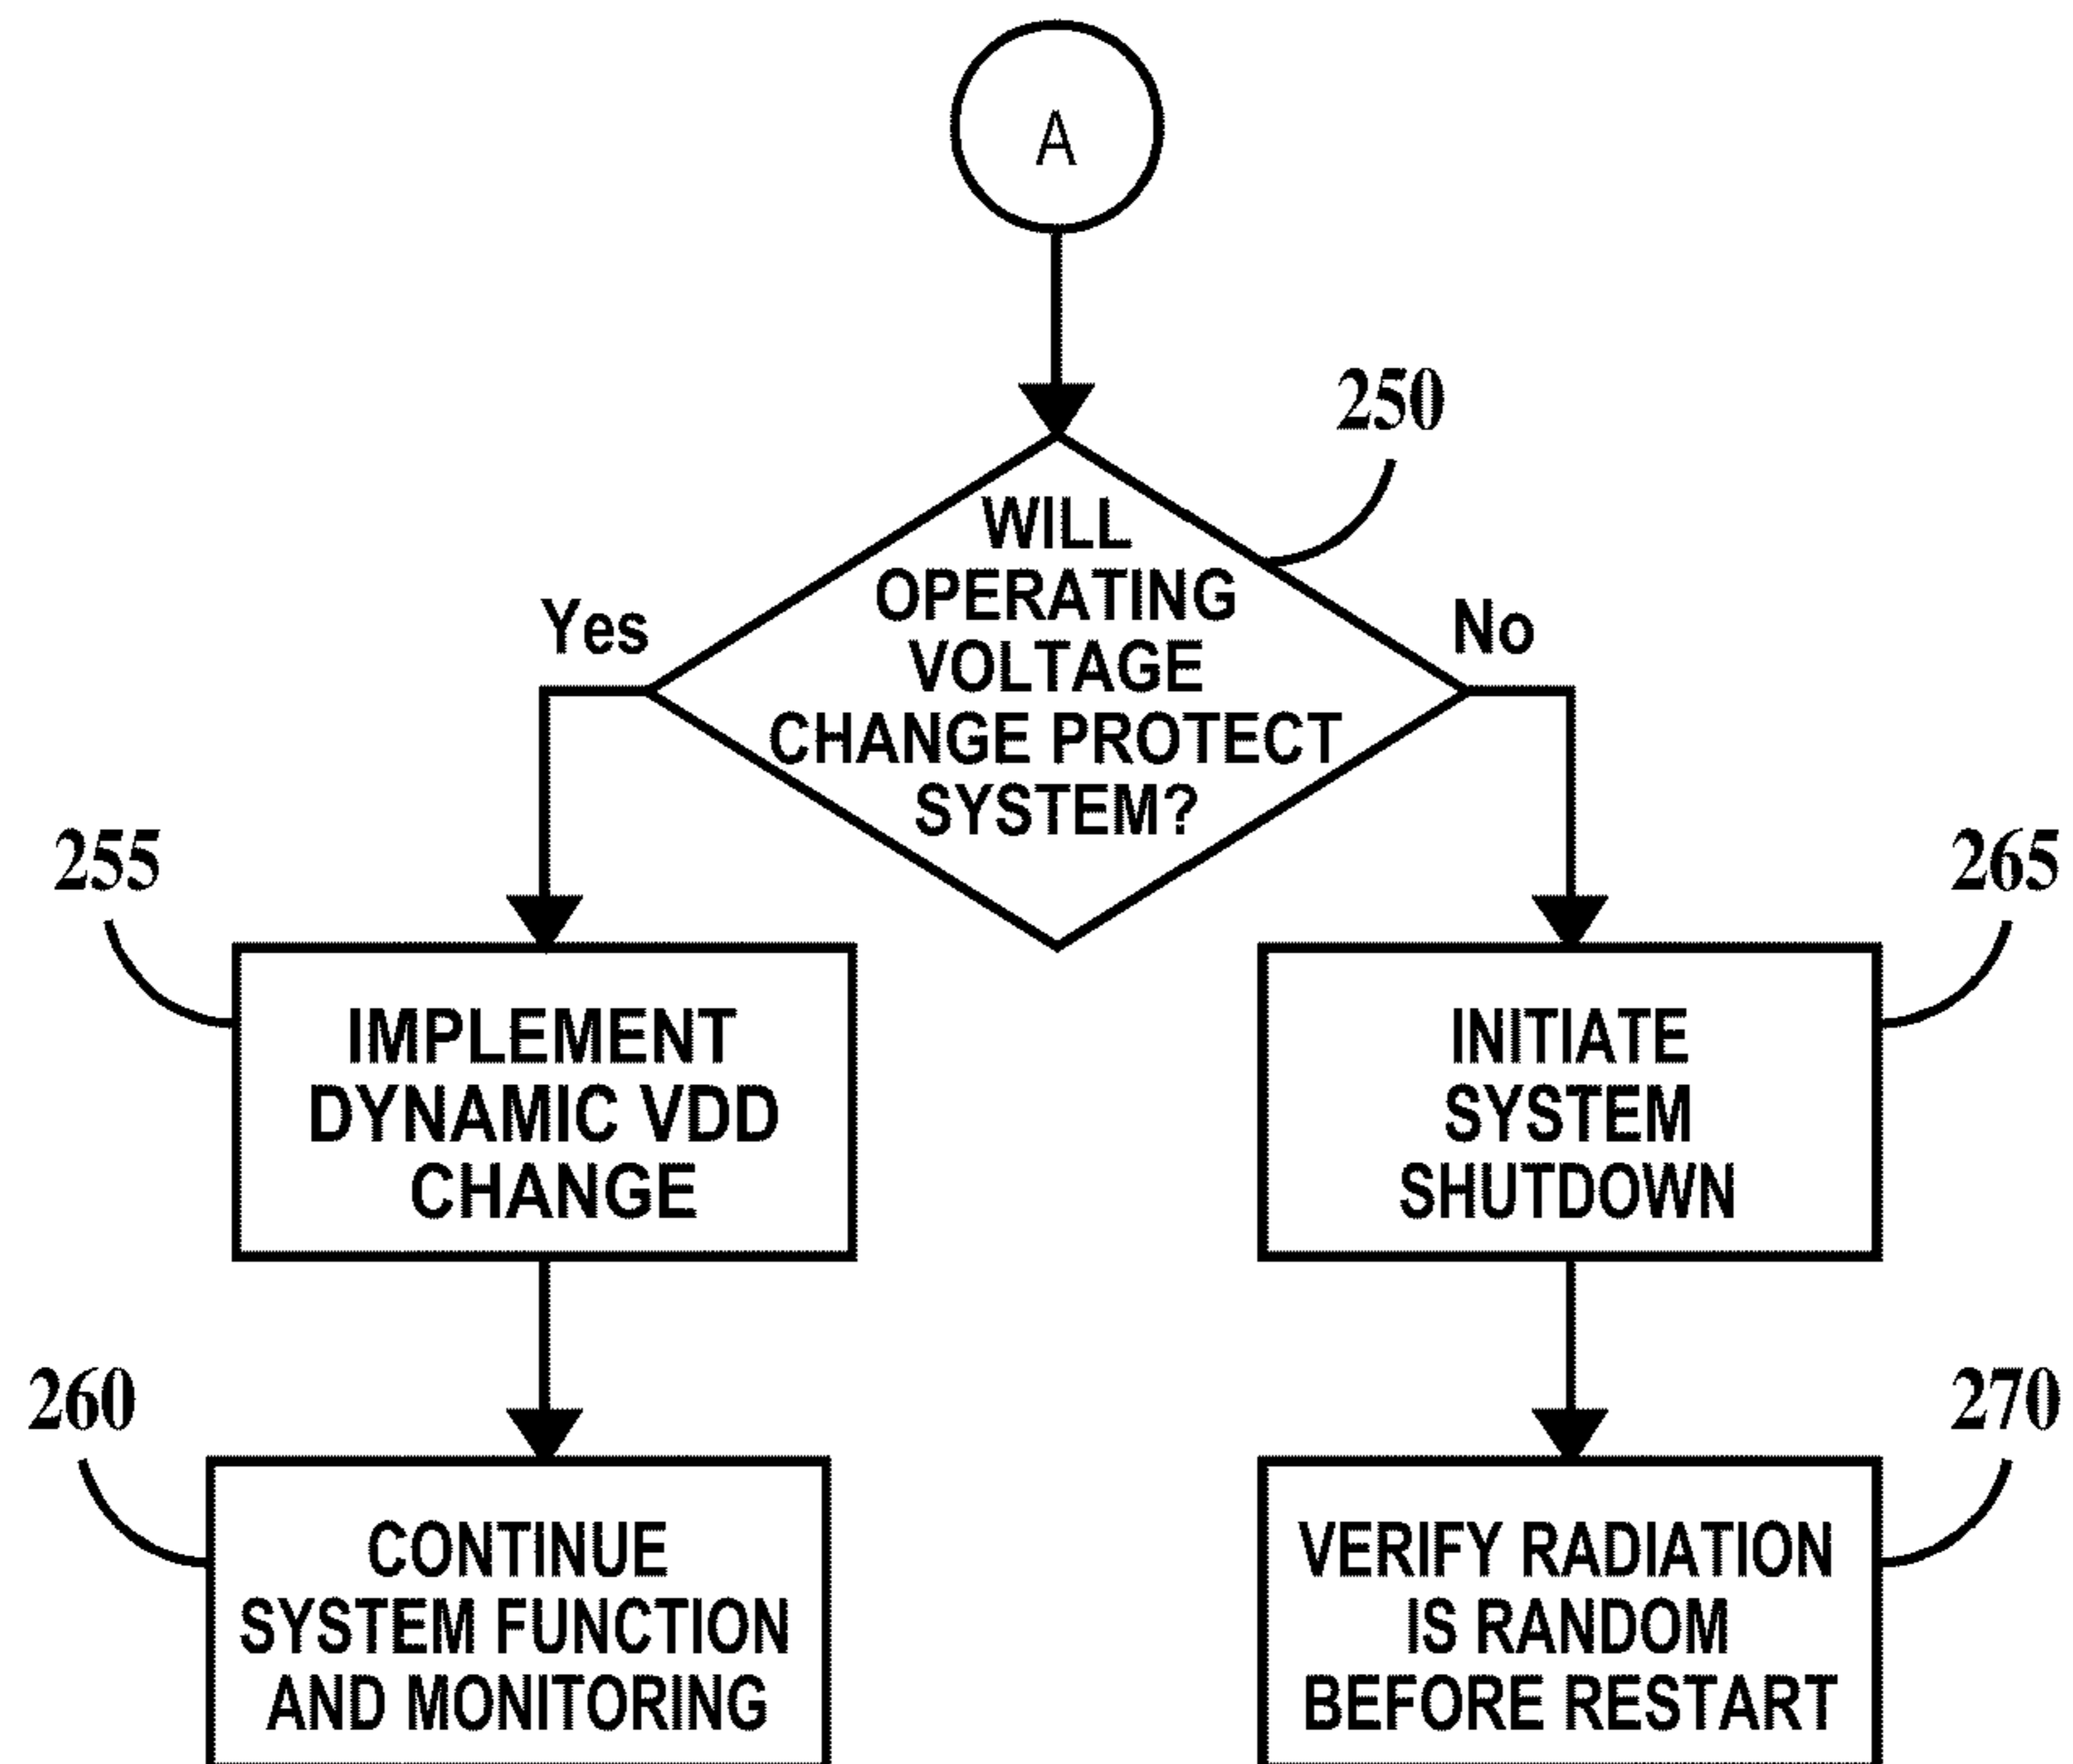 A
250
WILL
OPERATING
VOLTAGE
CHANGE PROTECT
SYSTEM?
Yes
No
255
IMPLEMENT
DYNAMIC VDD
CHANGE
265
INITIATE
SYSTEM
SHUTDOWN
260
CONTINUE
SYSTEM FUNCTION
AND MONITORING
270
VERIFY RADIATION
IS RANDOM
BEFORE RESTART